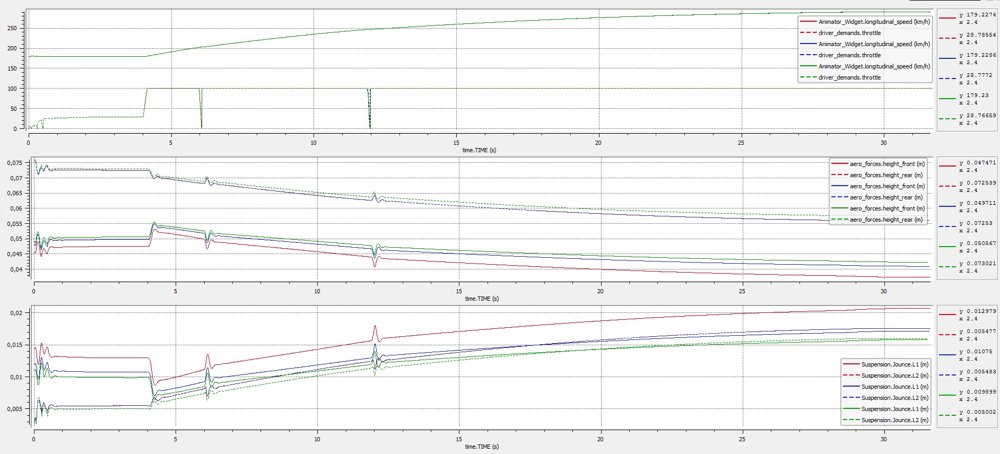 250
200
150
100
50
0
Animator_Widget.longitudinal_speed (km/h)
driver_demands.throttle
Animator_Widget.longitudinal_speed (km/h)
driver_demands.throttle
Animator_Widget.longitudinal_speed (km/h)
driver_demands.throttle
y 179.2274
x 2.4
y 28.78554
x 2.4
y 179.2286
x 2.4
y 28.7772
x 2.4
y 179.23
x 2.4
y 28.76659
x 2.4
0 5 10 15 20 25 30
time.TIME (s)
0,075
0,07
0,065
0,06
0,055
0,05
0,045
0,04
aero_forces.height_front (m)
aero_forces.height_rear (m)
aero_forces.height_front (m)
aero_forces.height_rear (m)
aero_forces.height_front (m)
aero_forces.height_rear (m)
y 0.047471
x 2.4
y 0.072539
x 2.4
y 0.049711
x 2.4
y 0.07253
x 2.4
y 0.050567
x 2.4
y 0.073021
x 2.4
0 5 10 15 20 25 30
time.TIME (s)
0,02
0,015
0,01
0,005
Suspension.Jounce.L1 (m)
Suspension.Jounce.L2 (m)
Suspension.Jounce.L1 (m)
Suspension.Jounce.L2 (m)
Suspension.Jounce.L1 (m)
Suspension.Jounce.L2 (m)
y 0.012979
x 2.4
y 0.005477
x 2.4
y 0.01075
x 2.4
y 0.005483
x 2.4
y 0.009899
x 2.4
y 0.005002
x 2.4
0 5 10 15 20 25 30
time.TIME (s)